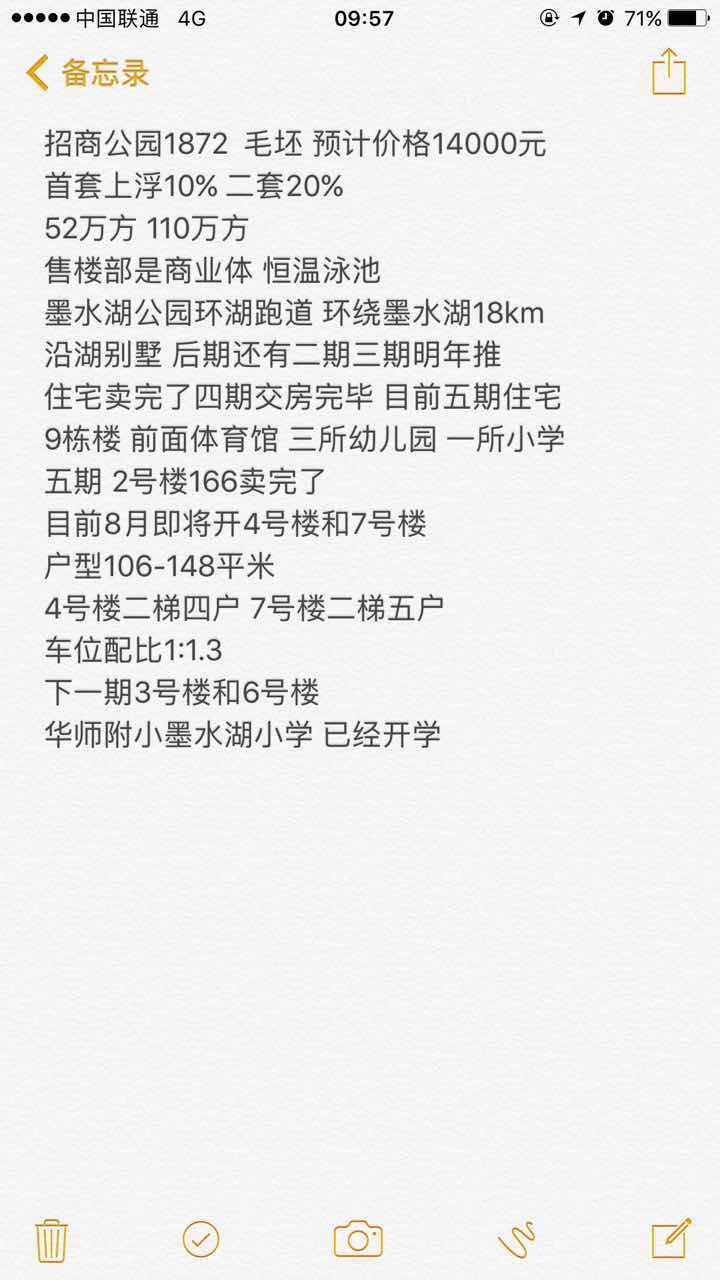 中国联通 4G 09:57 71%
备忘录
招商公园1872 毛坯 预计价格14000元
首套上浮10% 二套20%
52万方 110万方
售楼部是商业体 恒温泳池
墨水湖公园环湖跑道 环绕墨水湖18km
沿湖别墅 后期还有二期三期明年推
住宅卖完了四期交房完毕 目前五期住宅
9栋楼 前面体育馆 三所幼儿园 一所小学
五期 2号楼166卖完了
目前8月即将开4号楼和7号楼
户型106-148平米
4号楼二梯四户 7号楼二梯五户
车位配比1:1.3
下一期3号楼和6号楼
华师附小墨水湖小学 已经开学